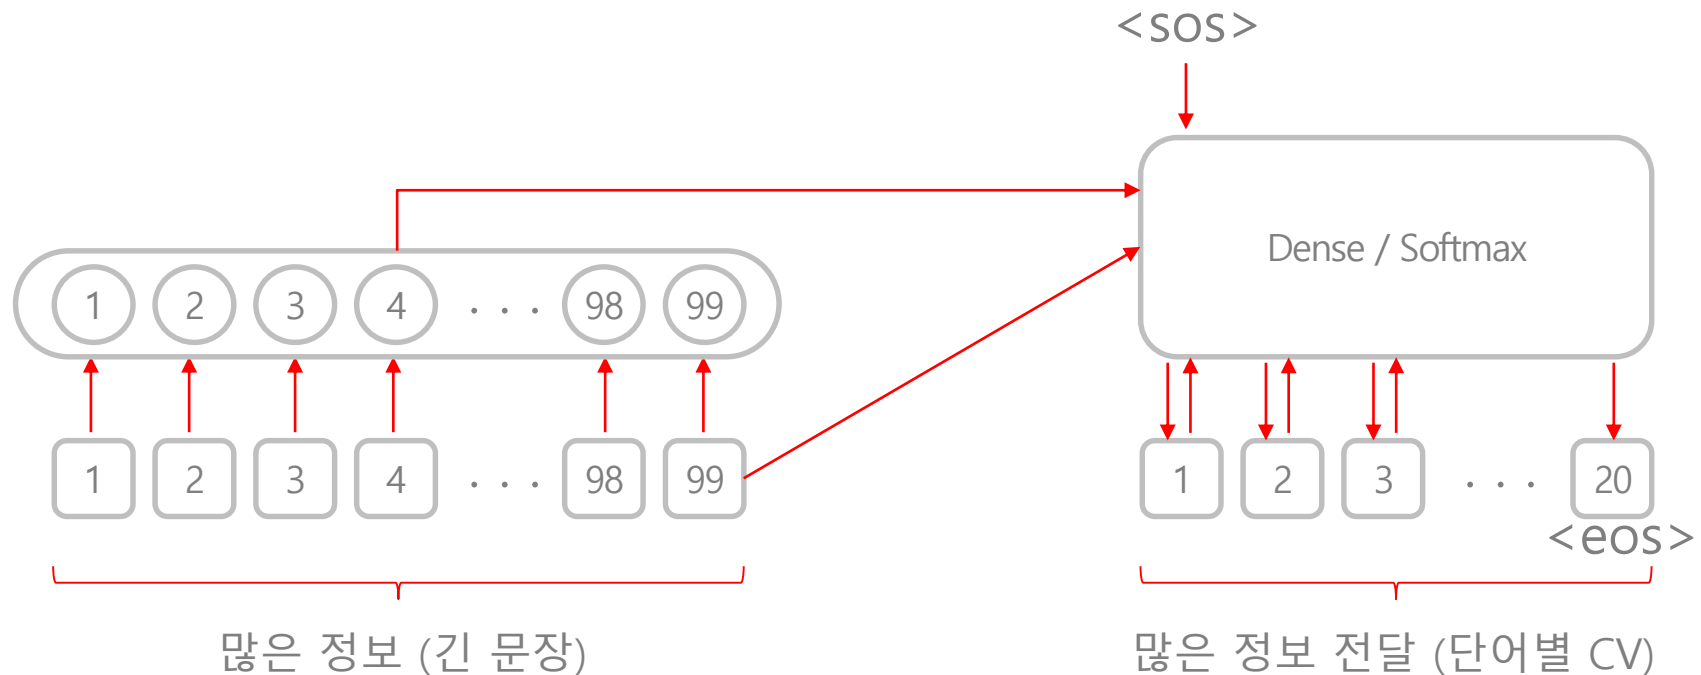 <sos>
Dense / Softmax
1 2 3 4 . . . 98 99
1 2 3 4 . . . 98 99
1 2 3 . . . 20
<eos>
많은 정보 (긴 문장)
많은 정보 전달 (단어별 CV)